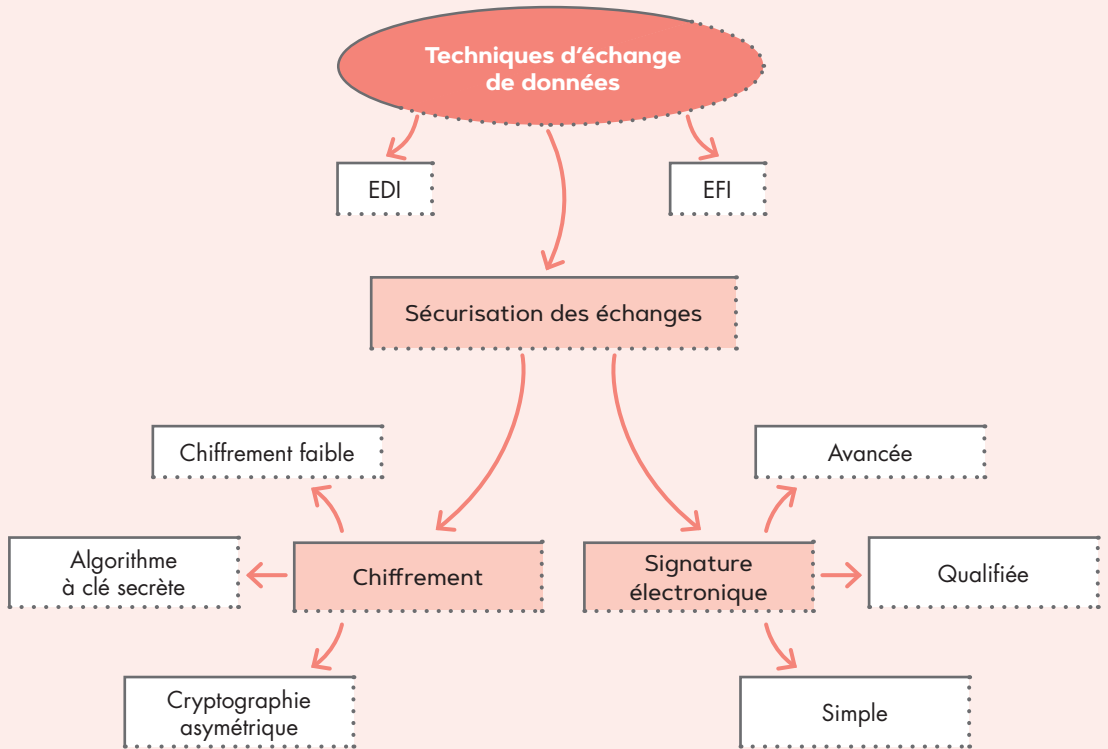 Techniques d'échange
de données
EDI
EFI
Sécurisation des échanges
Chiffrement faible
Avancée
Algorithme
à clé secrète
Chiffrement
Signature
électronique
Qualifiée
Cryptographie
asymétrique
Simple